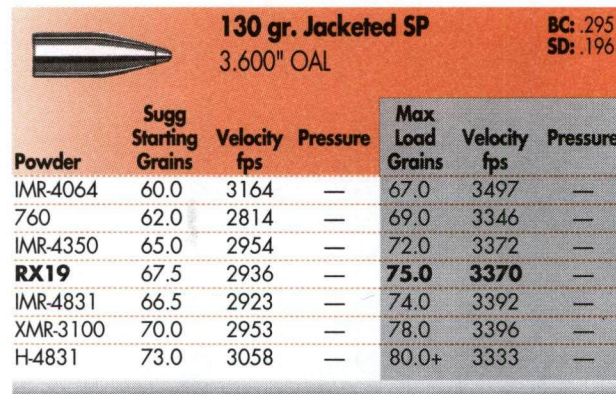 130 gr. Jacketed SP BC: .295
3.600" OAL SD: .196
Sugg Max
Starting Velocity Pressure Load Velocity Pressure
Powder Grains fps Grains fps
IMR-4064 60.0 3164 — 67.0 3497 —
760 62.0 2814 — 69.0 3346 —
IMR-4350 65.0 2954 — 72.0 3372 —
RX19 67.5 2936 — 75.0 3370 —
IMR-4831 66.5 2923 — 74.0 3392 —
XMR-3100 70.0 2953 — 78.0 3396 —
H-4831 73.0 3058 — 80.0+ 3333 —